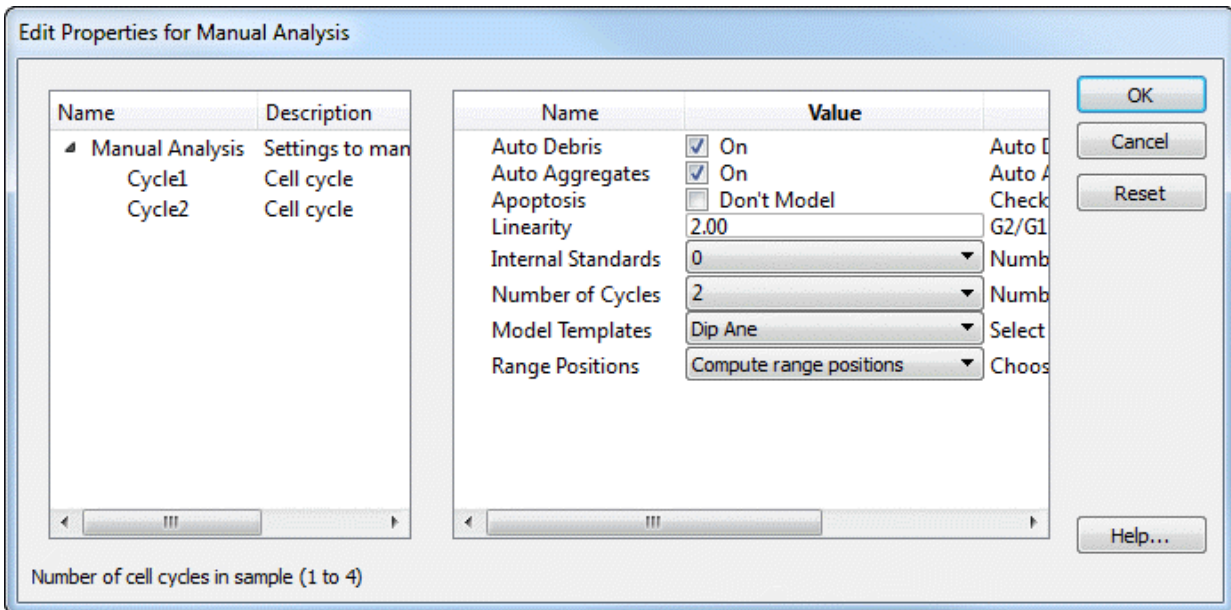 Edit Properties for Manual Analysis
Name Description
Manual Analysis Settings to man
Cycle1 Cell cycle
Cycle2 Cell cycle
Name Value
Auto Debris On Auto D
Auto Aggregates On Auto A
Apoptosis Don't Model Check
Linearity 2.00 G2/G1
Internal Standards 0 Numb
Number of Cycles 2 Numb
Model Templates Dip Ane Select
Range Positions Compute range positions Choos
OK
Cancel
Reset
Help...
Number of cell cycles in sample (1 to 4)